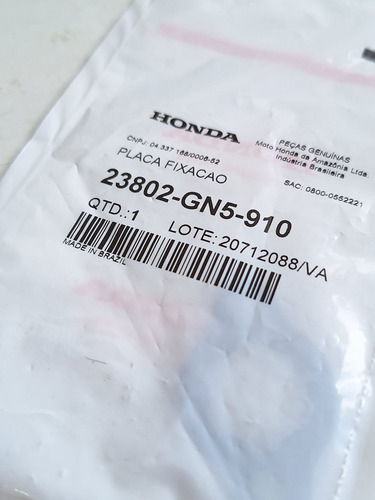 HONDA
PEÇAS GENUÍNAS
Moto Honda da Amazônia Ltda.
Indústria Brasileira
CNPJ: 04.337.168/0006-52
SAC: 0800-0552221
PLACA FIXACAO
23802-GN5-910
QTD.:1
LOTE: 20712088/VA
MADE IN BRAZIL